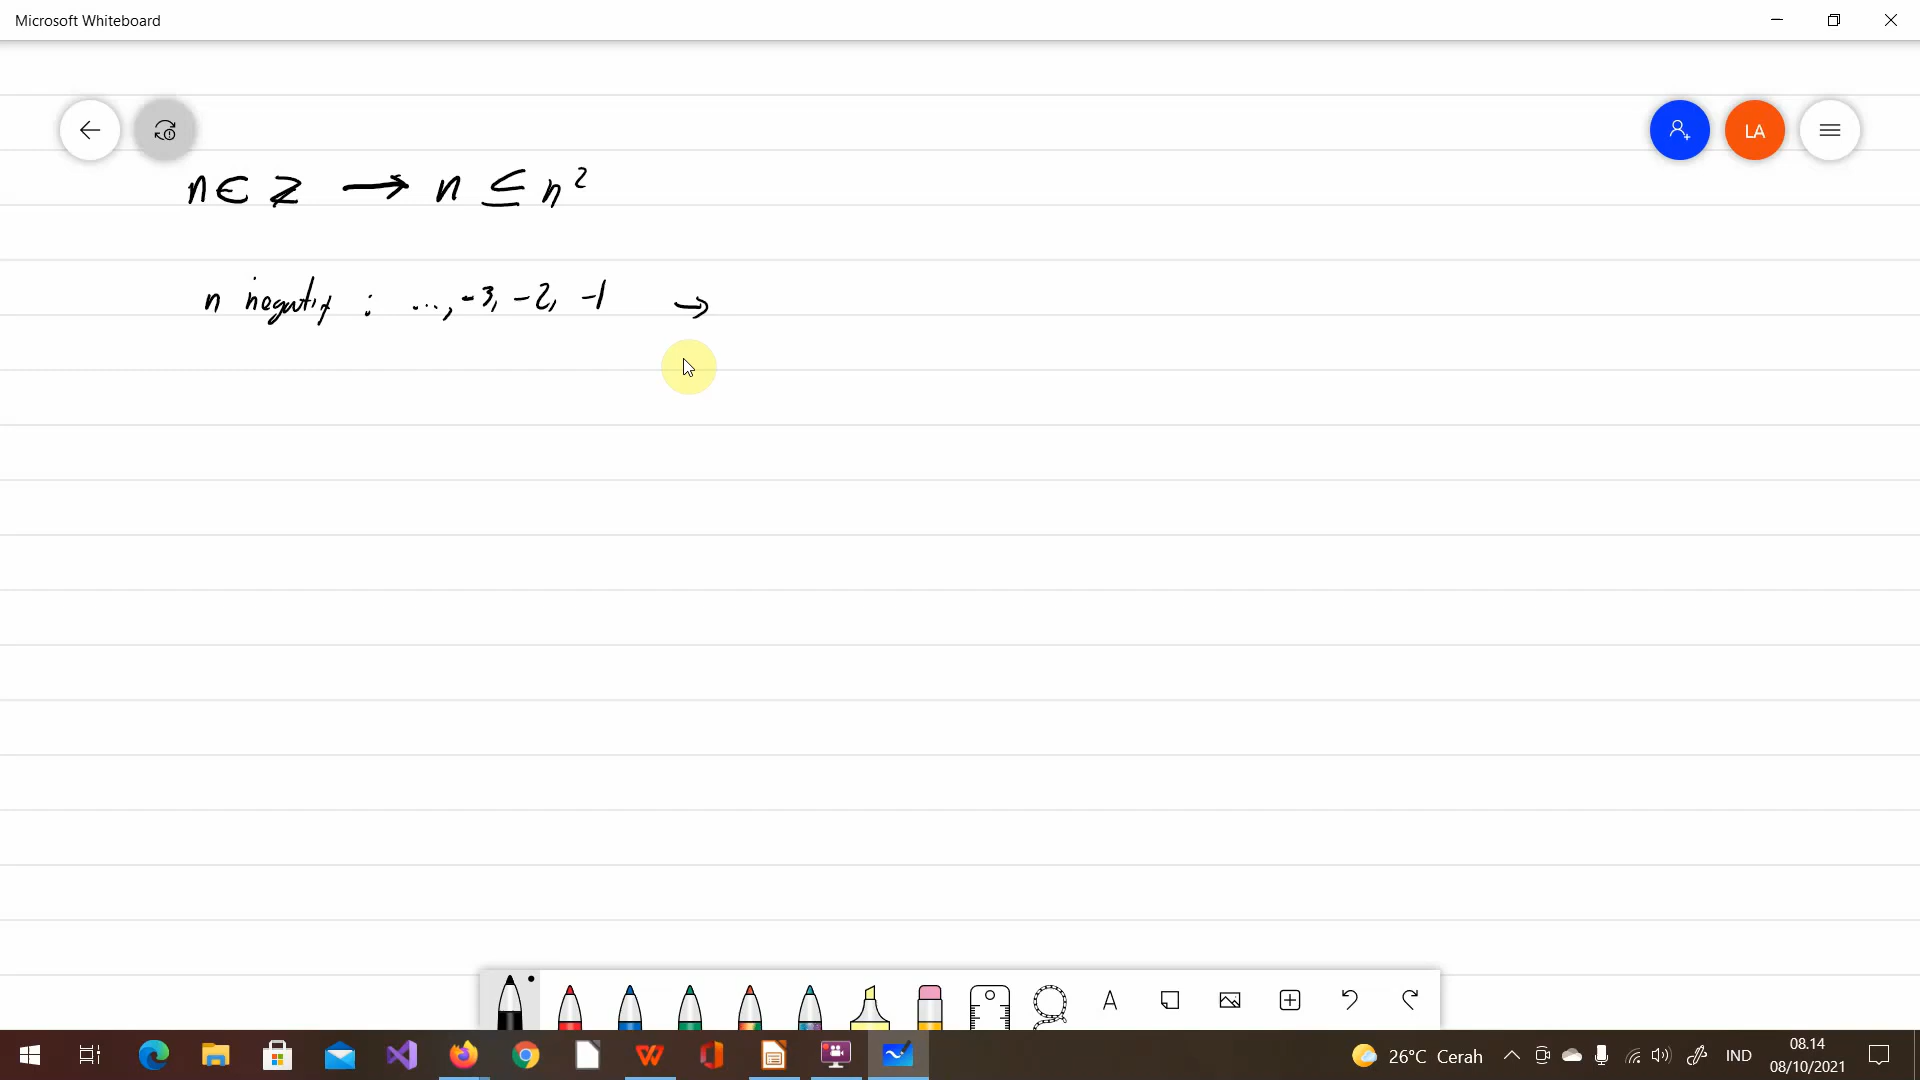 Microsoft Whiteboard
LA
n ∈ Z → n ≤ n²
n negatif : ..., -3, -2, -1 →
A
26°C Cerah
IND
08.14
08/10/2021